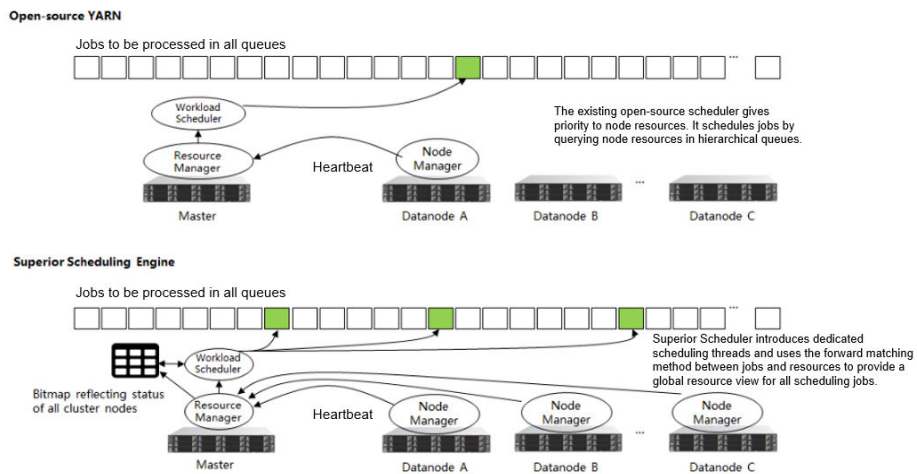 Open-source YARN
Jobs to be processed in all queues
...
Workload
Scheduler
The existing open-source scheduler gives
priority to node resources. It schedules jobs by
querying node resources in hierarchical queues.
Resource
Manager
Heartbeat
Node
Manager
...
Master
Datanode A
Datanode B
Datanode C
Superior Scheduling Engine
Jobs to be processed in all queues
...
Superior Scheduler introduces dedicated
scheduling threads and uses the forward matching
method between jobs and resources to provide a
global resource view for all scheduling jobs.
Workload
Scheduler
Bitmap reflecting status
of all cluster nodes
Resource
Manager
Heartbeat
Node
Manager
Node
Manager
Node
Manager
...
Master
Datanode A
Datanode B
Datanode C